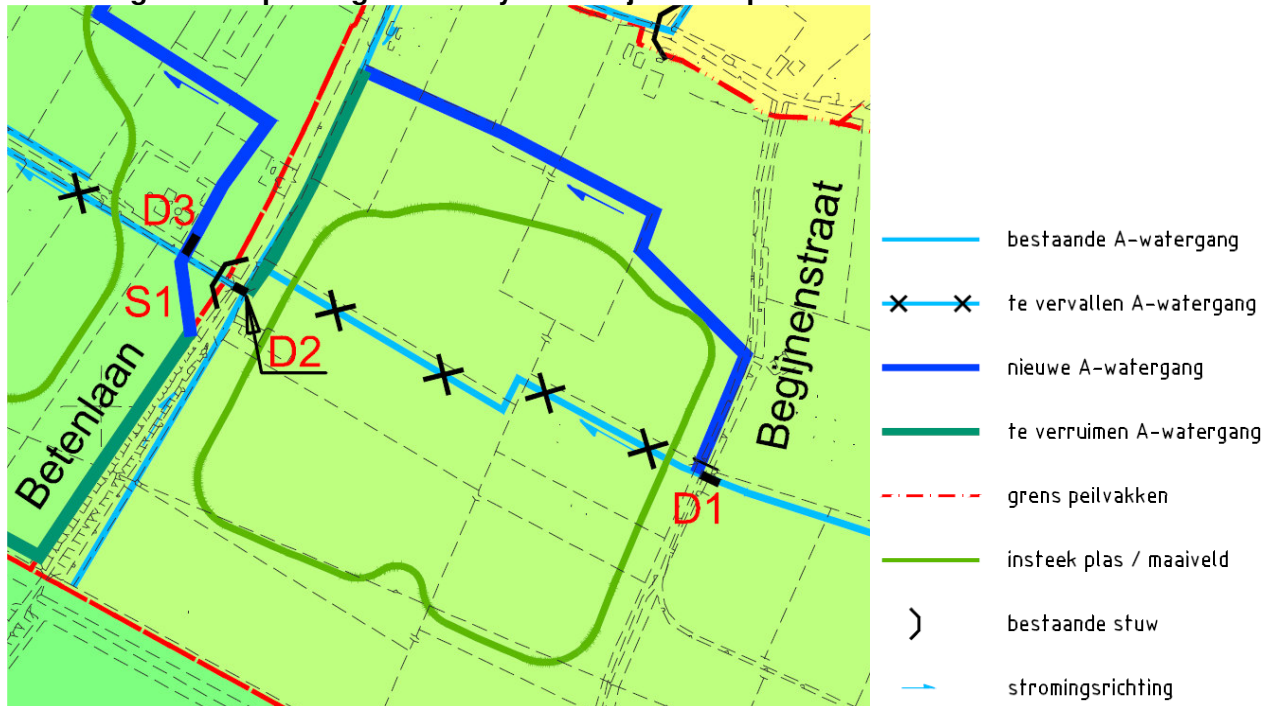 D3
S1
D2
Betenlaan
Begijnenstraat
D1
bestaande A-watergang
te vervallen A-watergang
nieuwe A-watergang
te verruimen A-watergang
grens peilvakken
insteek plas / maaiveld
bestaande stuw
stromingsrichting